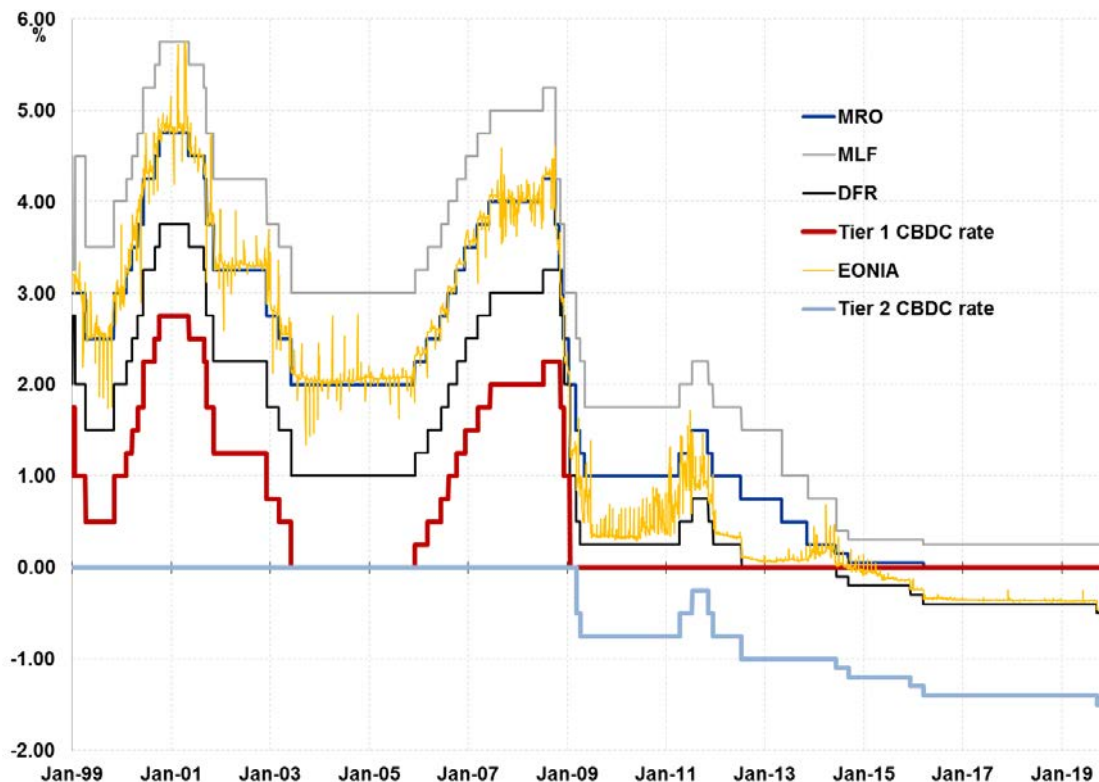 6.00
%
5.00
4.00
3.00
2.00
1.00
0.00
-1.00
-2.00
MRO
MLF
DFR
Tier 1 CBDC rate
EONIA
Tier 2 CBDC rate
Jan-99 Jan-01 Jan-03 Jan-05 Jan-07 Jan-09 Jan-11 Jan-13 Jan-15 Jan-17 Jan-19